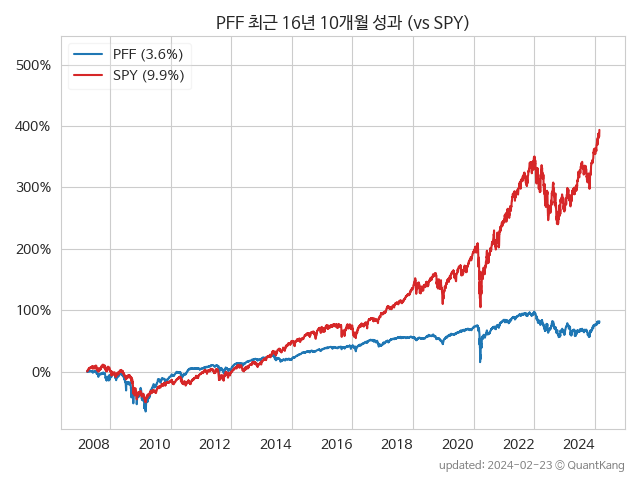 PFF 최근 16년 10개월 성과 (vs SPY)
PFF (3.6%)
SPY (9.9%)
500%
400%
300%
200%
100%
0%
2008 2010 2012 2014 2016 2018 2020 2022 2024
updated: 2024-02-23 © QuantKang